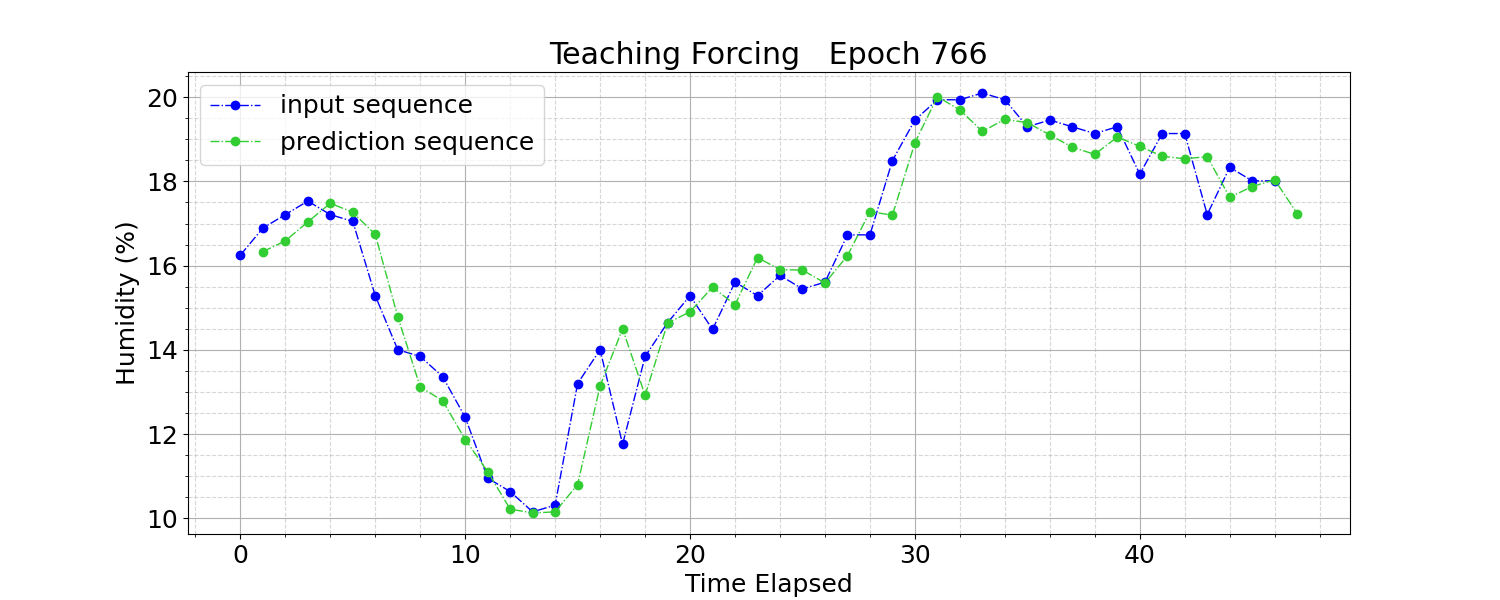 Teaching Forcing   Epoch 766
input sequence
prediction sequence
Humidity (%)
20
18
16
14
12
10
0 10 20 30 40
Time Elapsed